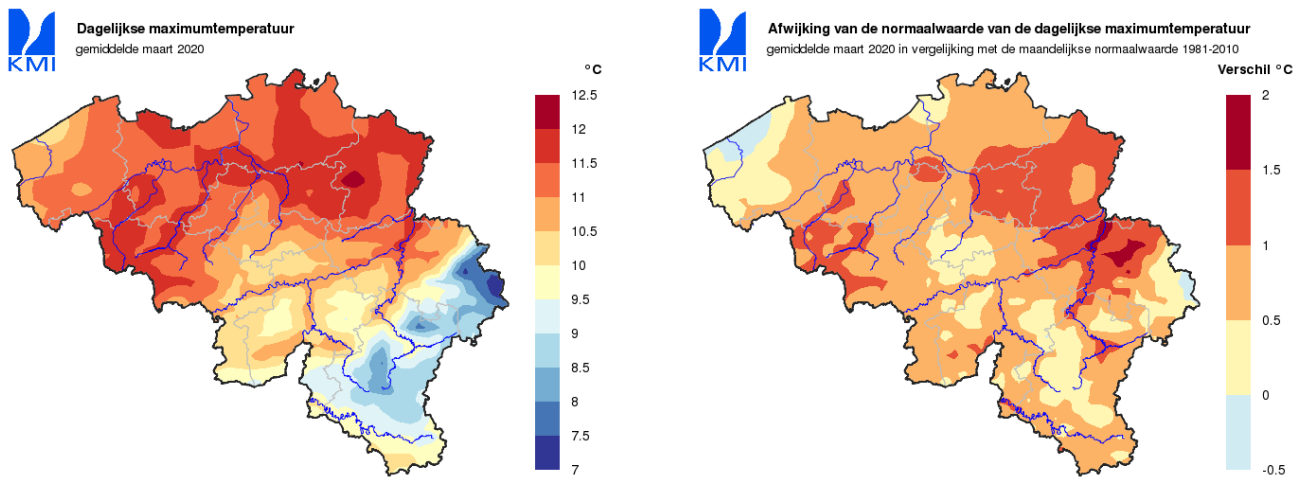 KMI
Dagelijkse maximumtemperatuur
gemiddelde maart 2020
°C
12.5
12
11.5
11
10.5
10
9.5
9
8.5
8
7.5
7
KMI
Afwijking van de normaalwaarde van de dagelijkse maximumtemperatuur
gemiddelde maart 2020 in vergelijking met de maandelijkse normaalwaarde 1981-2010
Verschil °C
2
1.5
1
0.5
0
-0.5